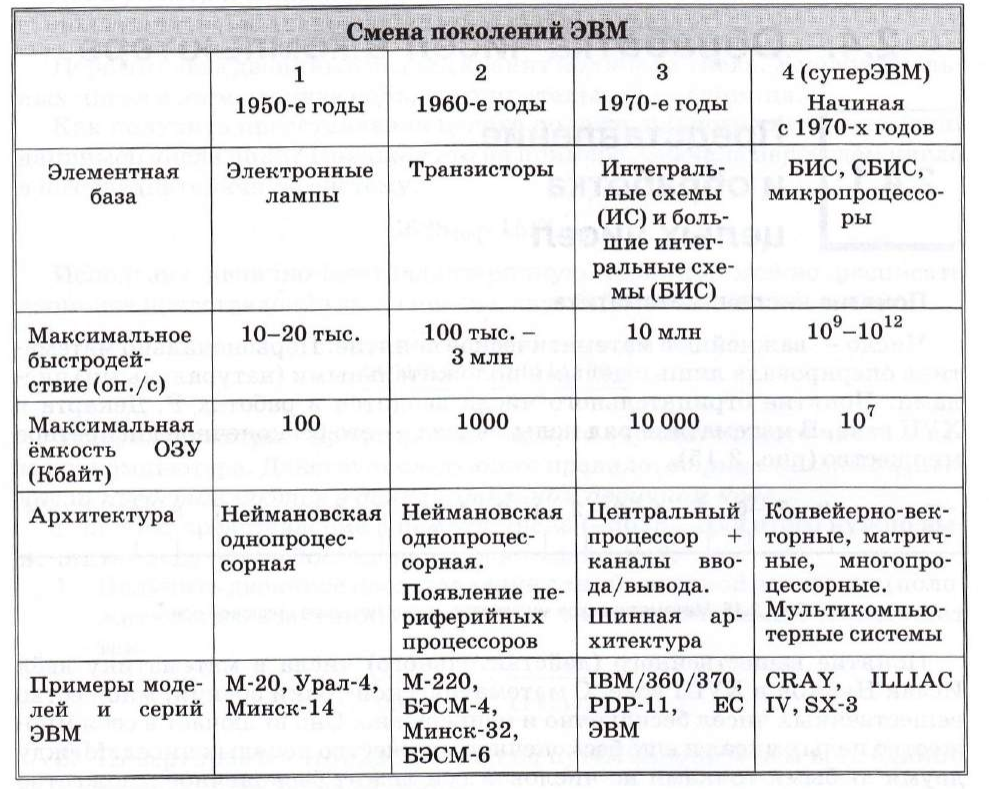 Смена поколений ЭВМ
1 2 3 4 (суперЭВМ)
1950-е годы 1960-е годы 1970-е годы Начиная
с 1970-х годов
Элементная Электронные Транзисторы Интеграль- БИС, СБИС,
база лампы ные схемы микропроцессо-
(ИС) и боль- ры
шие интег-
ральные схе-
мы (БИС)
Максимальное 10–20 тыс. 100 тыс. – 10 млн 10⁹–10¹²
быстродей- 3 млн
ствие (оп./с)
Максимальная 100 1000 10 000 10⁷
ёмкость ОЗУ
(Кбайт)
Архитектура Неймановская Неймановская Центральный Конвейерно-век-
однопроцес- однопроцес- процессор + торные, матрич-
сорная сорная. каналы вво- ные, многопро-
да/вывода. цессорные.
Появление пе- Шинная ар- Мультикомпью-
риферийных хитектура терные системы
процессоров
Примеры моде- М-20, Урал-4, М-220, IBM/360/370, CRAY, ILLIAC
лей и серий Минск-14 БЭСМ-4, PDP-11, ЕС IV, SX-3
ЭВМ Минск-32, ЭВМ
БЭСМ-6